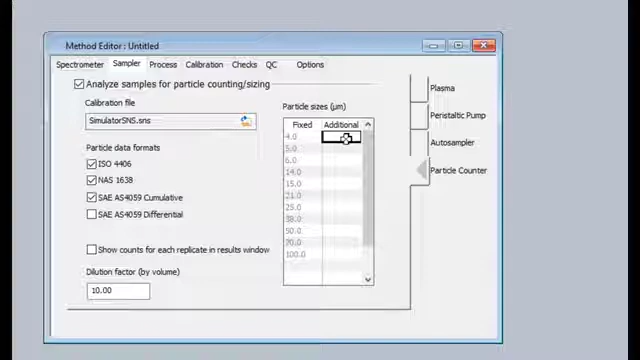 Method Editor : Untitled
Spectrometer Sampler Process Calibration Checks QC Options
Analyze samples for particle counting/sizing
Calibration file
SimulatorSNS.sns
Particle data formats
ISO 4406
NAS 1638
SAE AS4059 Cumulative
SAE AS4059 Differential
Show counts for each replicate in results window
Dilution factor (by volume)
10.00
Particle sizes (µm)
Fixed Additional
4.0
5.0
6.0
14.0
15.0
21.0
25.0
38.0
50.0
70.0
100.0
Plasma
Peristaltic Pump
Autosampler
Particle Counter